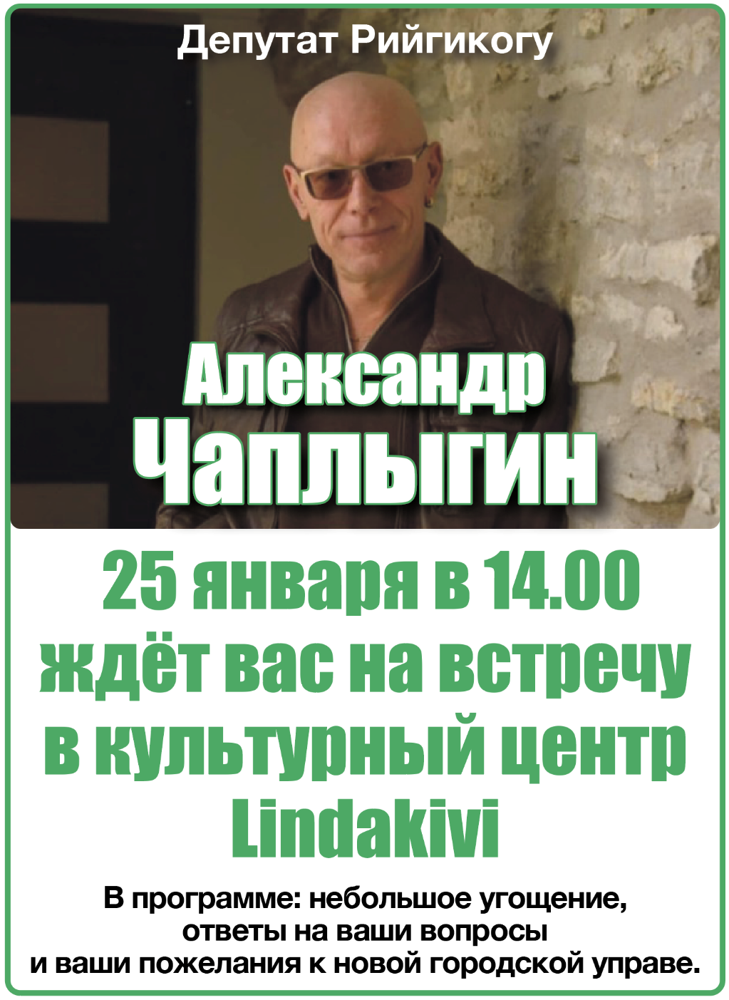 Депутат Рийгикогу
Александр
Чаплыгин
25 января в 14.00
ждёт вас на встречу
в культурный центр
Lindakivi
В программе: небольшое угощение,
ответы на ваши вопросы
и ваши пожелания к новой городской управе.